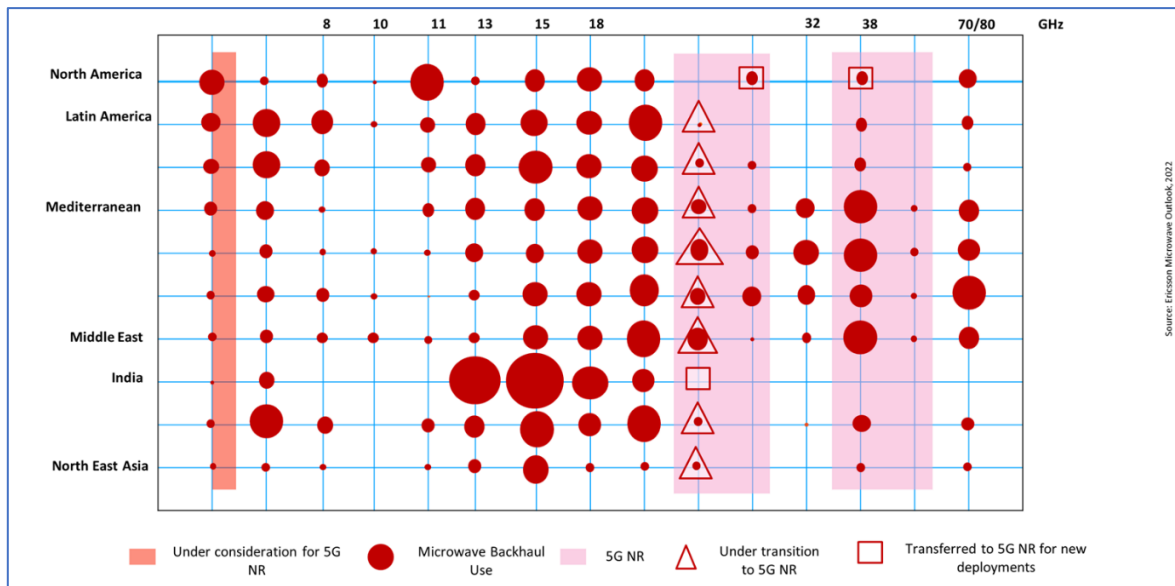 8 10 11 13 15 18 32 38 70/80 GHz
North America
Latin America
Mediterranean
Middle East
India
North East Asia
Source: Ericsson Microwave Outlook, 2022
Under consideration for 5G
NR
Microwave Backhaul
Use
5G NR
Under transition
to 5G NR
Transferred to 5G NR for new
deployments